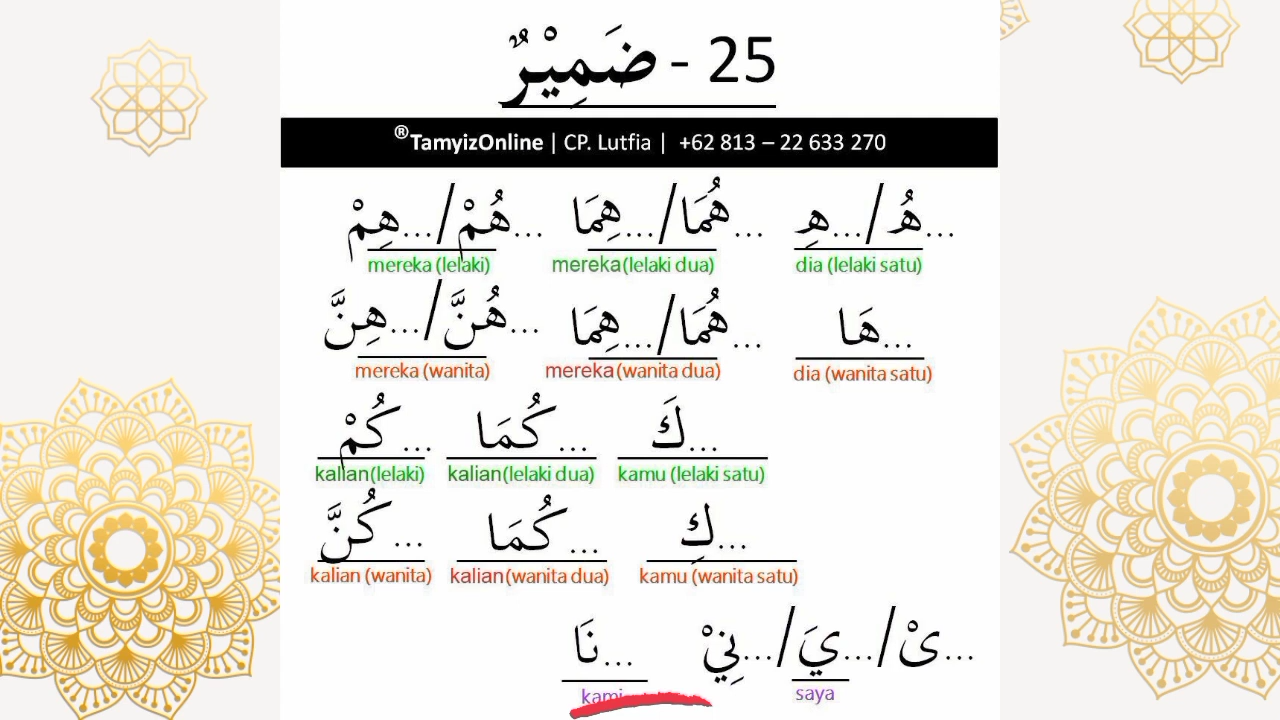 25 - ضَمِيْرٌ
®TamyizOnline | CP. Lutfia | +62 813 – 22 633 270
...هُ/...هِ ...هُمَا/...هِمَا ...هُمْ/...هِمْ
dia (lelaki satu) mereka (lelaki dua) mereka (lelaki)
...هَا ...هُمَا/...هِمَا ...هُنَّ/...هِنَّ
dia (wanita satu) mereka (wanita dua) mereka (wanita)
...كَ ...كُمَا ...كُمْ
kamu (lelaki satu) kalian (lelaki dua) kalian (lelaki)
...كِ ...كُمَا ...كُنَّ
kamu (wanita satu) kalian (wanita dua) kalian (wanita)
...ىْ/...يَ/...نِيْ ...نَا
saya kami